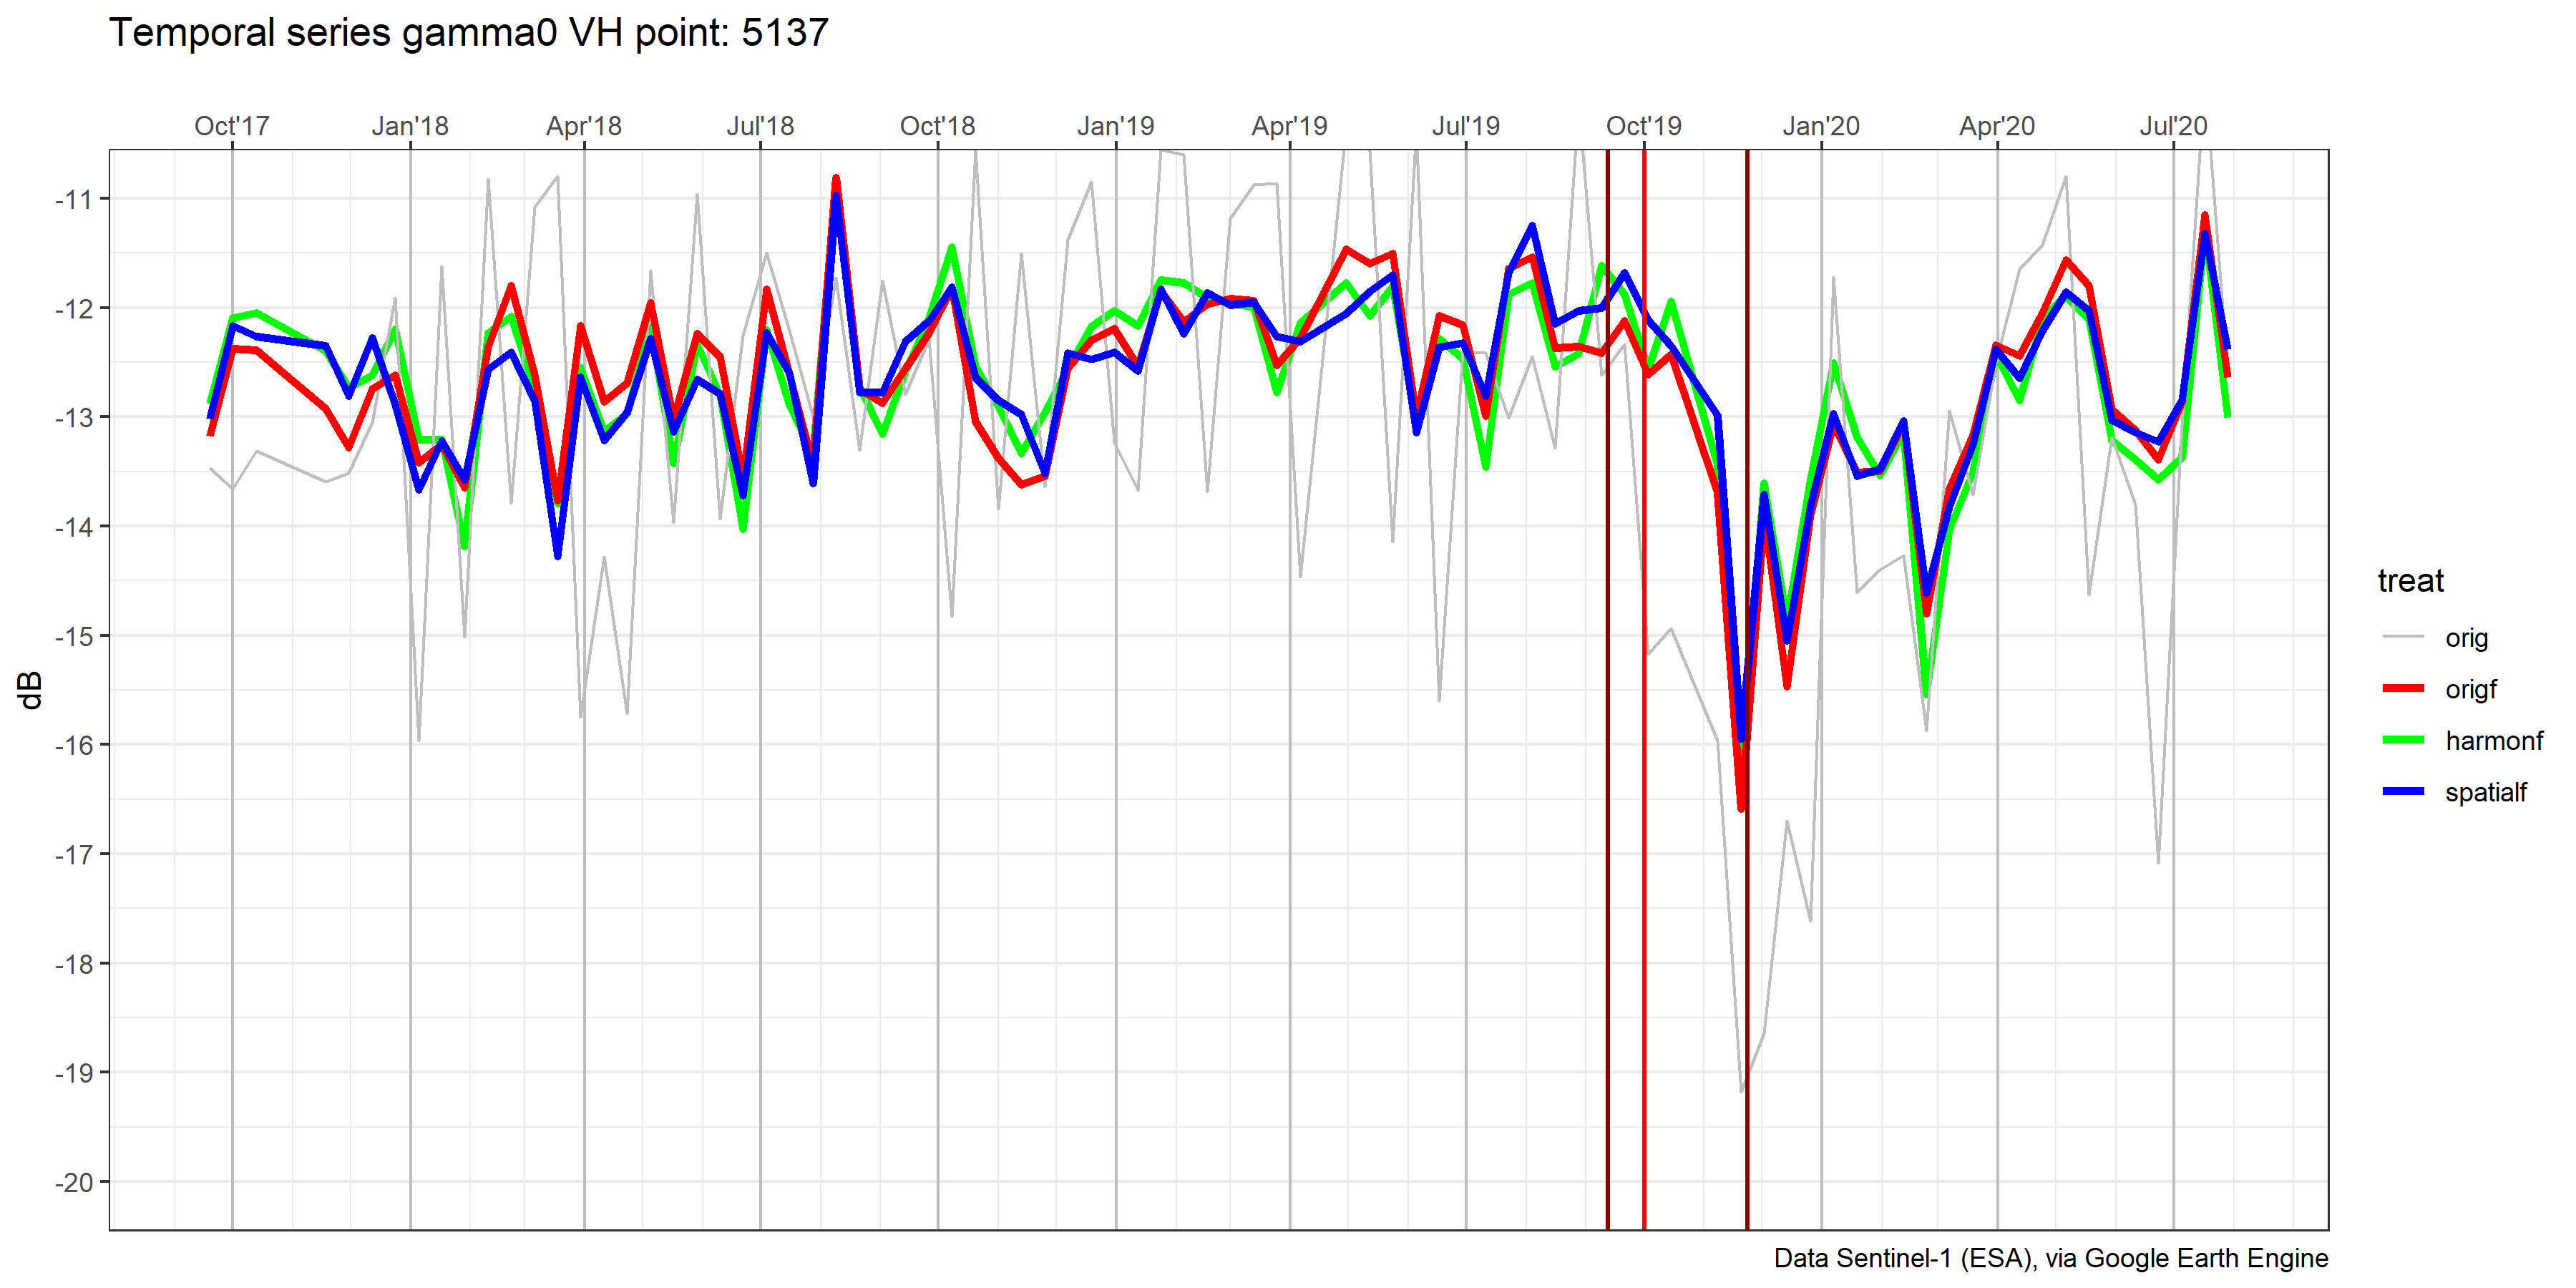 Temporal series gamma0 VH point: 5137
Oct'17 Jan'18 Apr'18 Jul'18 Oct'18 Jan'19 Apr'19 Jul'19 Oct'19 Jan'20 Apr'20 Jul'20
-11
-12
-13
-14
-15
-16
-17
-18
-19
-20
dB
treat
orig
origf
harmonf
spatialf
Data Sentinel-1 (ESA), via Google Earth Engine